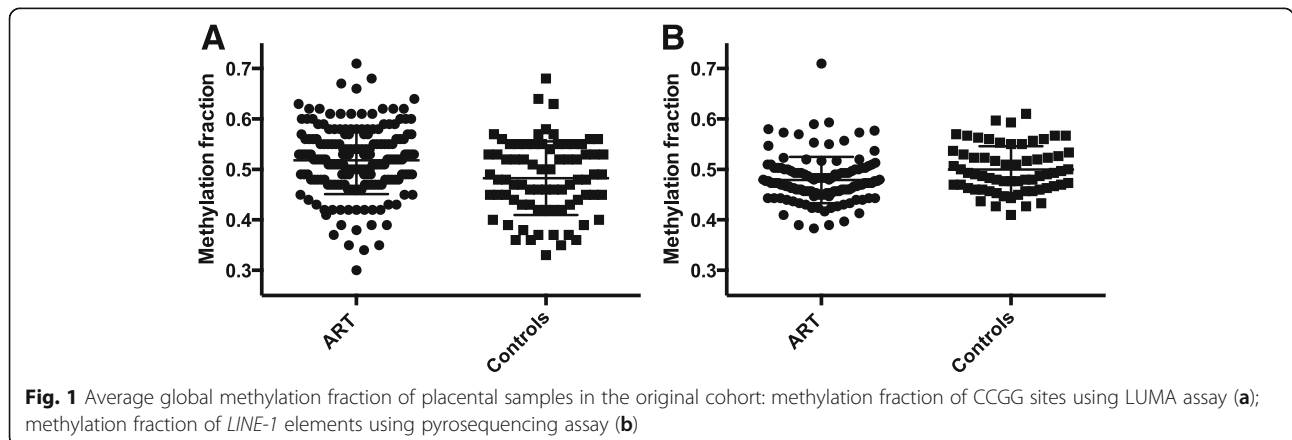 A
B
Methylation fraction
0.7
0.6
0.5
0.4
0.3
ART
Controls
Methylation fraction
0.7
0.6
0.5
0.4
0.3
ART
Controls
Fig. 1 Average global methylation fraction of placental samples in the original cohort: methylation fraction of CCGG sites using LUMA assay (a);
methylation fraction of LINE-1 elements using pyrosequencing assay (b)